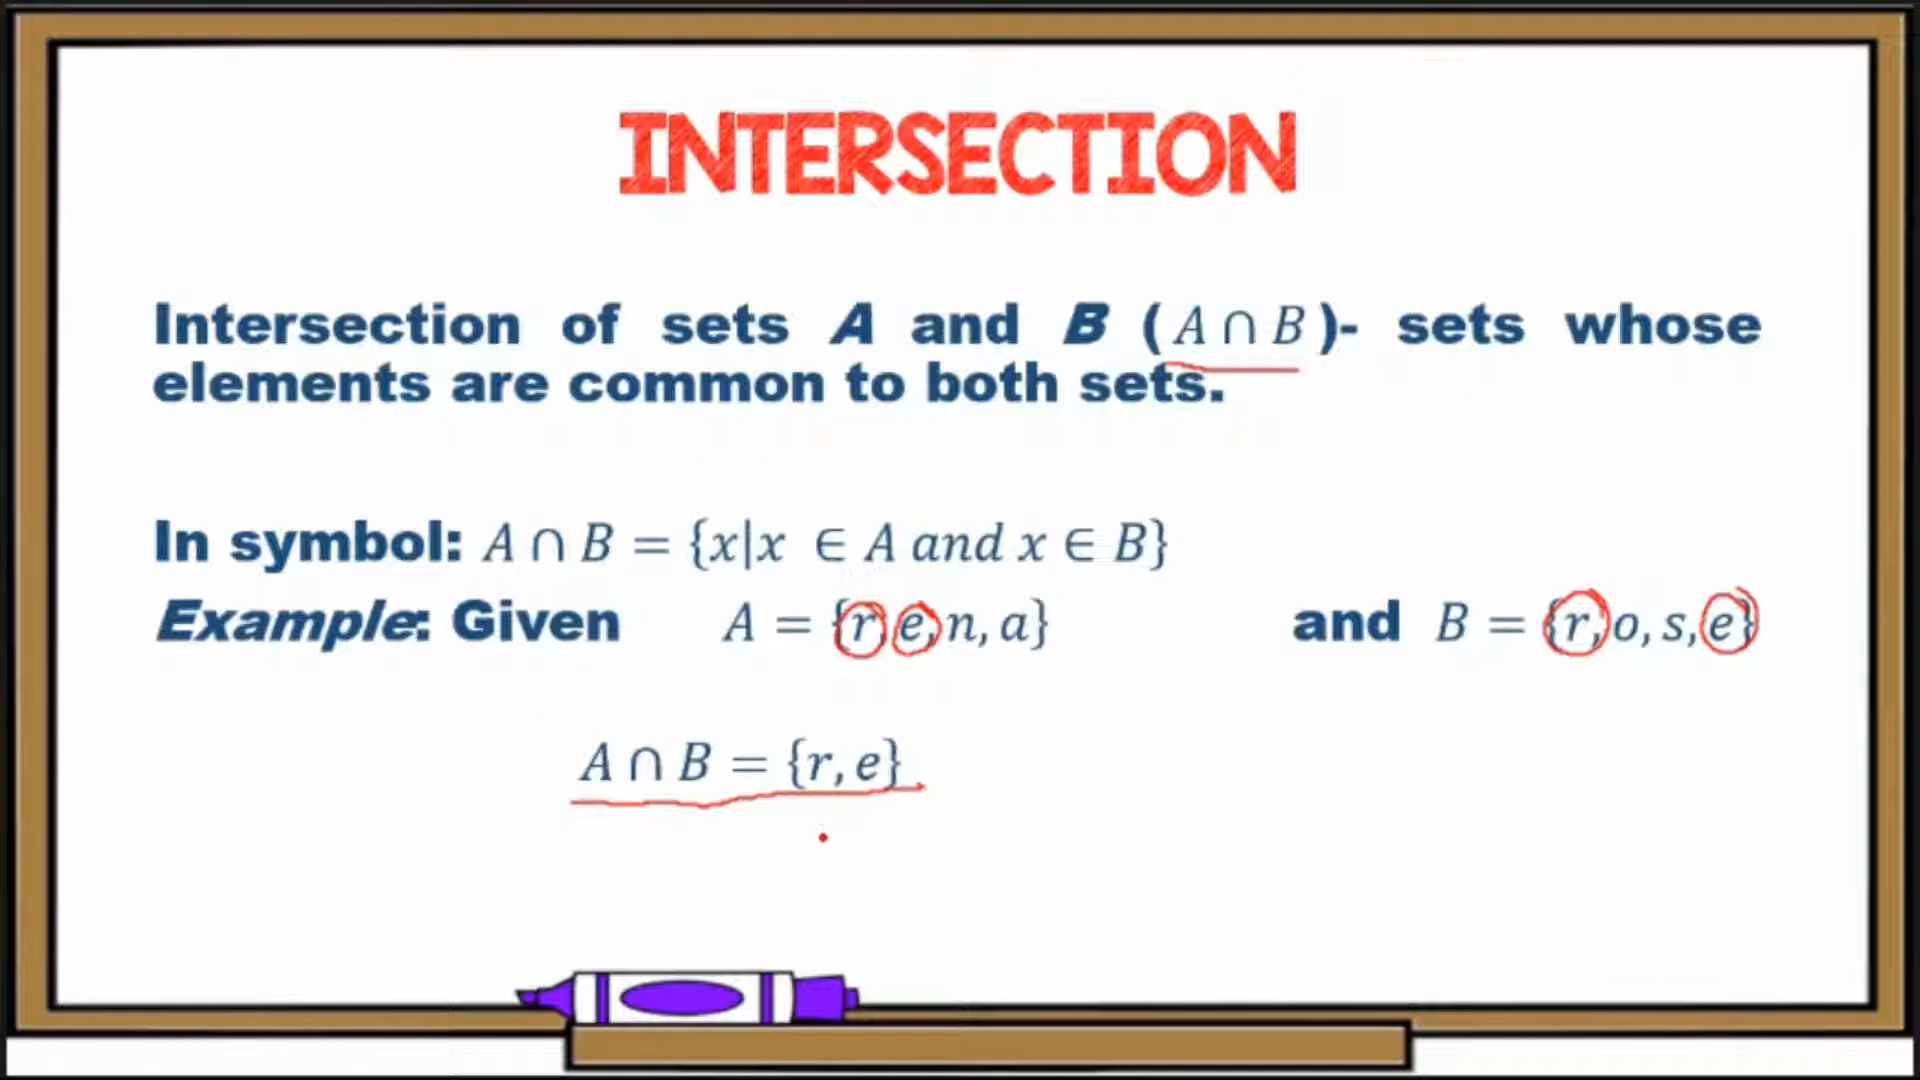 INTERSECTION
Intersection of sets A and B (A ∩ B)- sets whose
elements are common to both sets.
In symbol: A ∩ B = {x|x ∈ A and x ∈ B}
Example: Given A = {r, e, n, a} and B = {r, o, s, e}
A ∩ B = {r, e}